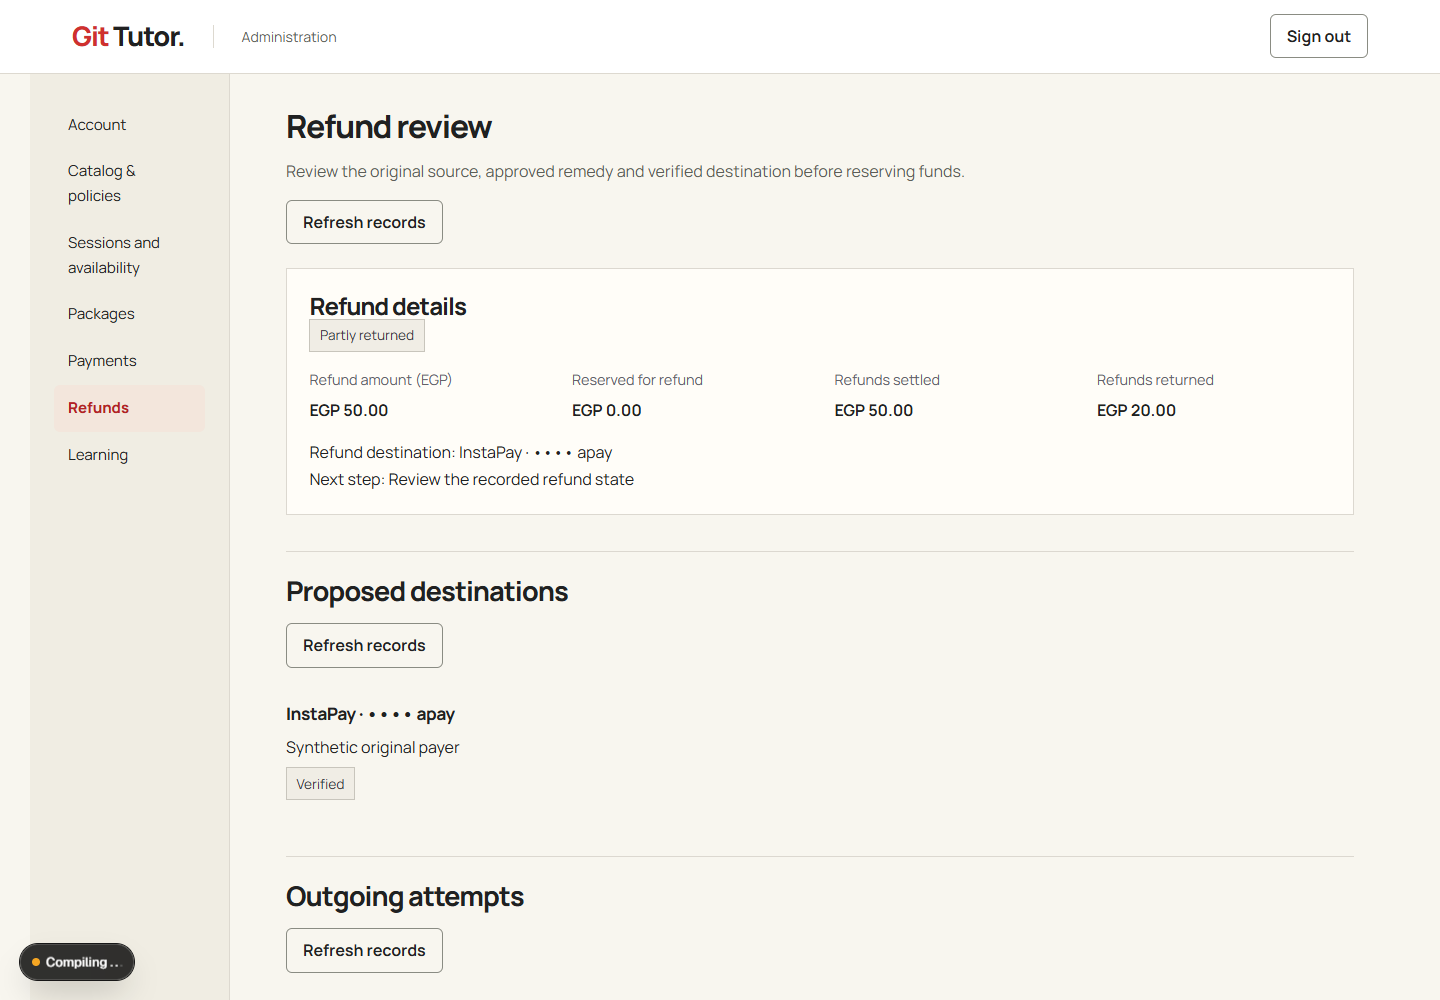 Git Tutor.
Administration
Sign out
Account
Catalog &
policies
Sessions and
availability
Packages
Payments
Refunds
Learning
Refund review
Review the original source, approved remedy and verified destination before reserving funds.
Refresh records
Refund details
Partly returned
Refund amount (EGP)
EGP 50.00
Reserved for refund
EGP 0.00
Refunds settled
EGP 50.00
Refunds returned
EGP 20.00
Refund destination: InstaPay · •••• apay
Next step: Review the recorded refund state
Proposed destinations
Refresh records
InstaPay · •••• apay
Synthetic original payer
Verified
Outgoing attempts
Refresh records
Compiling ...